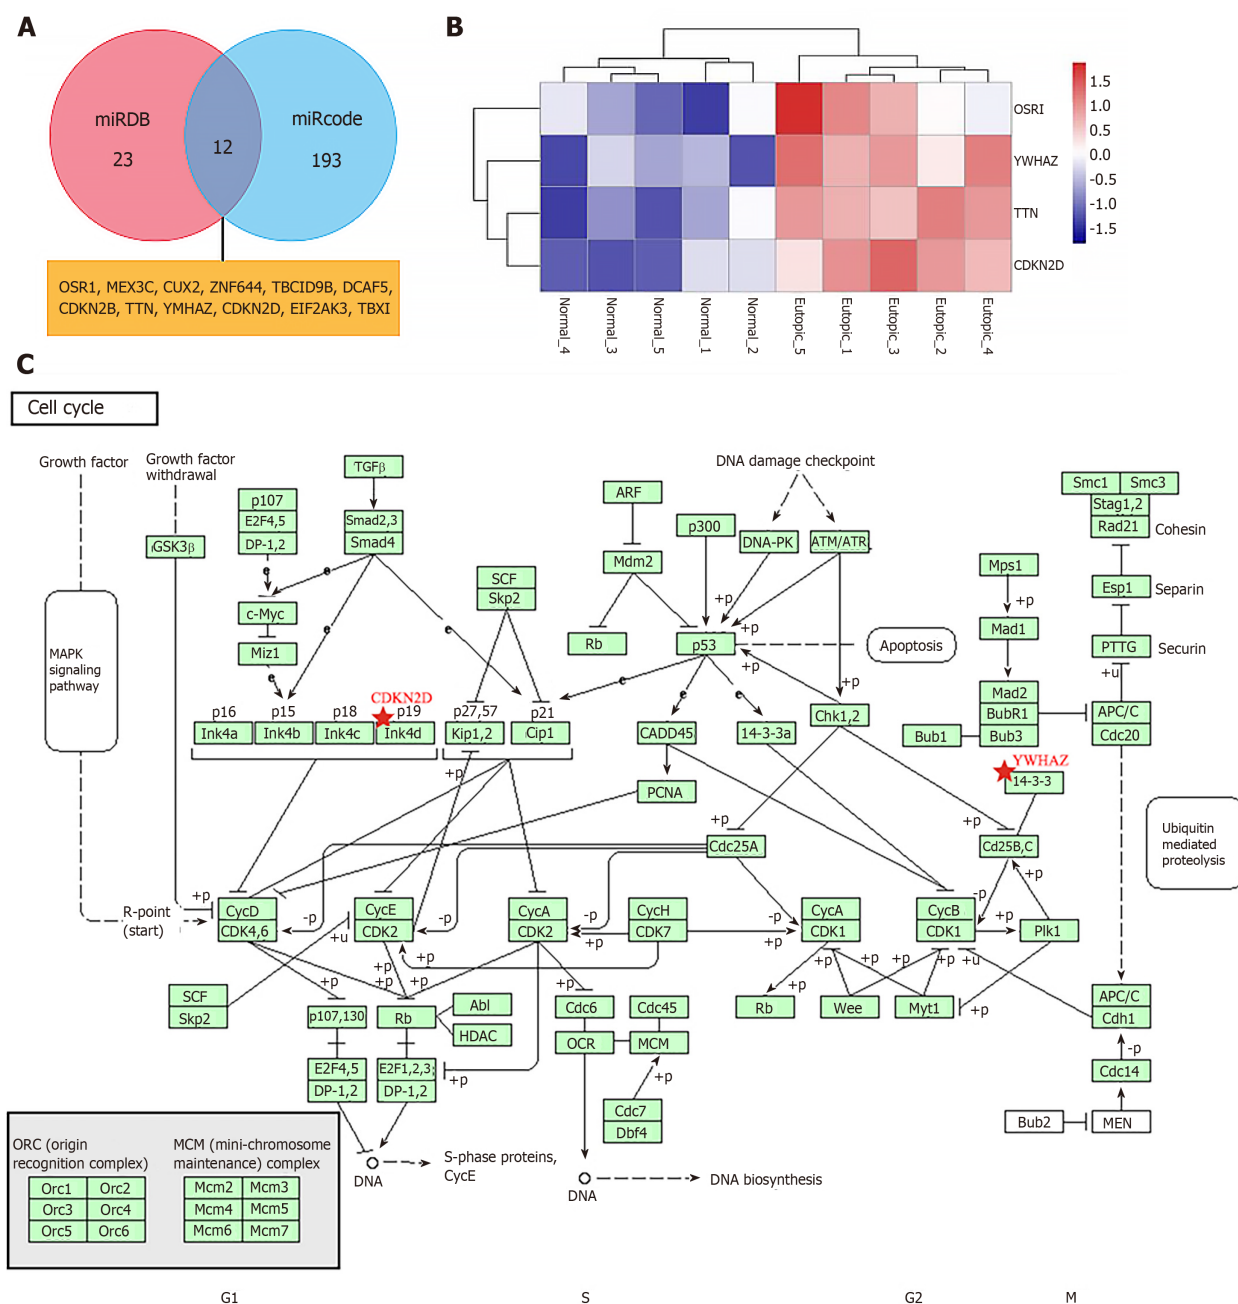 A
miRDB
23
12
miRcode
193
OSR1, MEX3C, CUX2, ZNF644, TBCID9B, DCAF5,
CDKN2B, TTN, YMHAZ, CDKN2D, EIF2AK3, TBXI
B
OSRI
YWHAZ
TTN
CDKN2D
1.5
1.0
0.5
0.0
-0.5
-1.0
-1.5
Normal_4
Normal_3
Normal_5
Normal_1
Normal_2
Eutopic_5
Eutopic_1
Eutopic_3
Eutopic_2
Eutopic_4
C
Cell cycle
Growth factor
Growth factor
withdrawal
TGFβ
DNA damage checkpoint
Smc1
Smc3
Stag1,2
Rad21
Cohesin
p107
E2F4,5
DP-1,2
Smad2,3
Smad4
ARF
p300
DNA-PK
ATM/ATR
GSK3β
Mdm2
Mps1
SCF
Skp2
Esp1
Separin
e
e
+p
+p
c-Myc
Miz1
e
e
e
Rb
p53
+p
+p
Apoptosis
Mad1
PTTG
Securin
MAPK
signaling
pathway
e
e
+p
+u
CDKN2D
p16
p15
p18
p19
p27,57
p21
Ink4a
Ink4b
Ink4c
Ink4d
Kip1,2
Cip1
CADD45
14-3-3a
Chk1,2
Mad2
BubR1
Bub3
Bub1
APC/C
Cdc20
YWHAZ
14-3-3
+p
PCNA
+p
+p
Cdc25A
Cd25B,C
Ubiquitin
mediated
proteolysis
R-point
(start)
+p
CycD
CDK4,6
-p
+u
CycE
CDK2
-p
CycA
CDK2
-p
+p
CycH
CDK7
-p
+p
CycA
CDK1
CycB
CDK1
-p
+p
+p
Plk1
+p
+p
+p
+p
+p
+p
+p
+p
+p
+p
+u
SCF
Skp2
p107,130
Rb
Abl
HDAC
Cdc6
Cdc45
Rb
Wee
Myt1
+p
APC/C
Cdh1
OCR
MCM
E2F4,5
DP-1,2
E2F1,2,3
DP-1,2
+p
+p
-p
Cdc14
Cdc7
Dbf4
Bub2
MEN
ORC (origin
recognition complex)
Orc1
Orc2
Orc3
Orc4
Orc5
Orc6
MCM (mini-chromosome
maintenance) complex
Mcm2
Mcm3
Mcm4
Mcm5
Mcm6
Mcm7
DNA
S-phase proteins,
CycE
DNA
DNA biosynthesis
G1
S
G2
M